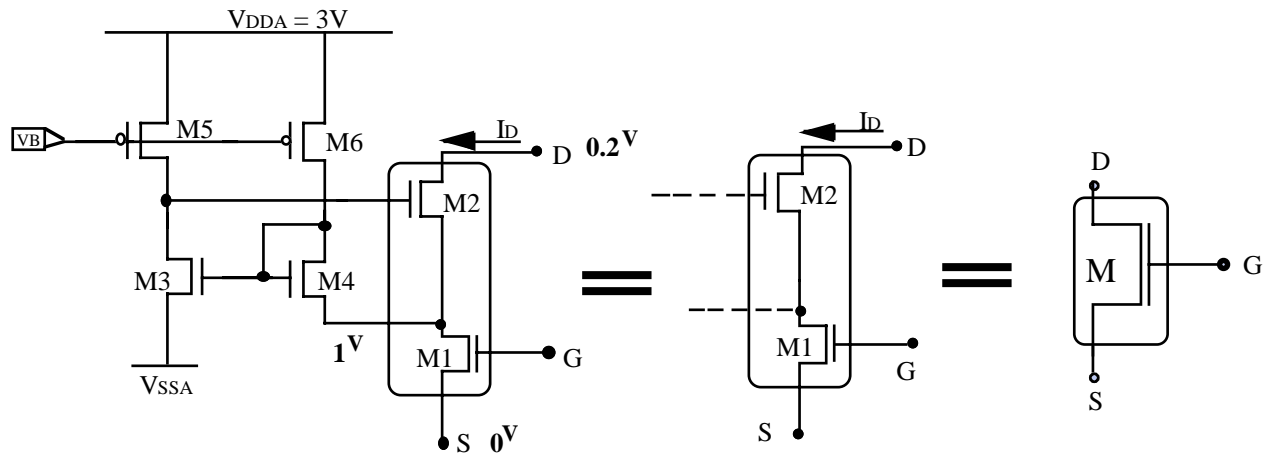 VDDA = 3V
VB
M5
M6
ID
D 0.2V
M2
M3
M4
1V
M1
G
VSSA
S 0V
ID
D
M2
M1
G
S
D
M
G
S